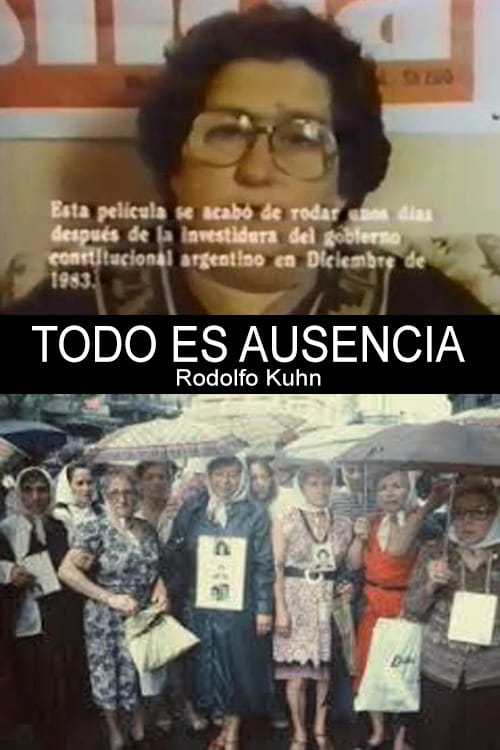 Esta película se acabó de rodar unos días
después de la investidura del gobierno
constitucional argentino en Diciembre de
1983.
TODO ES AUSENCIA
Rodolfo Kuhn